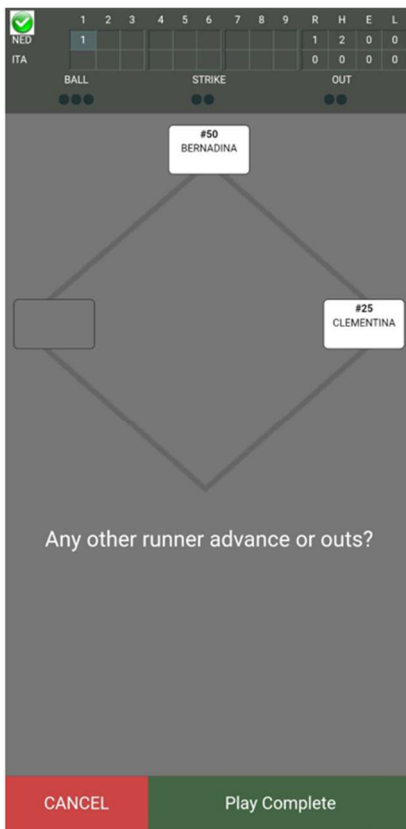 1 2 3 4 5 6 7 8 9 R H E L
NED 1 1 2 0 0
ITA 0 0 0 0
BALL STRIKE OUT
#50
BERNADINA
#25
CLEMENTINA
Any other runner advance or outs?
CANCEL Play Complete